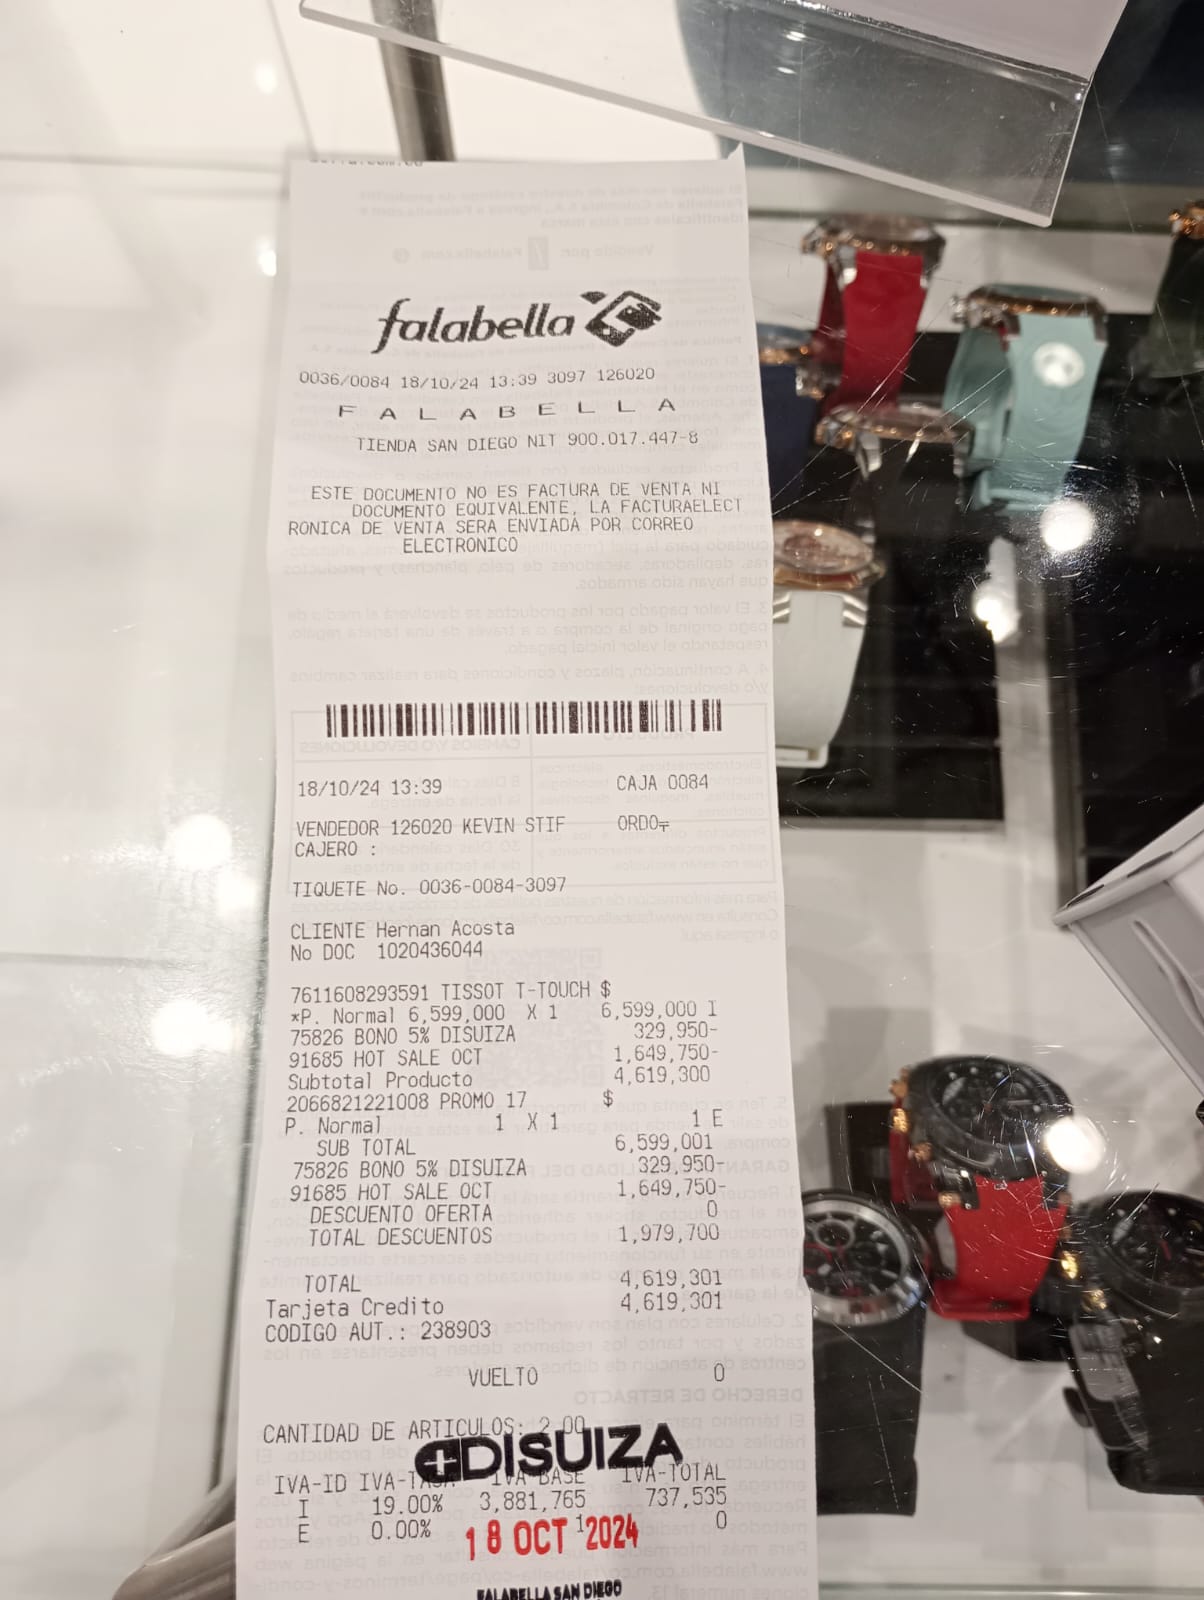 falabella
0036/0084 18/10/24 13:39 3097 126020
F A L A B E L L A
TIENDA SAN DIEGO NIT 900.017.447-8
ESTE DOCUMENTO NO ES FACTURA DE VENTA NI
DOCUMENTO EQUIVALENTE, LA FACTURAELECT
RONICA DE VENTA SERA ENVIADA POR CORREO
ELECTRONICO
18/10/24 13:39 CAJA 0084
VENDEDOR 126020 KEVIN STIF ORDO
CAJERO :
TIQUETE No. 0036-0084-3097
CLIENTE Hernan Acosta
No DOC 1020436044
7611608293591 TISSOT T-TOUCH $
*P. Normal 6,599,000 X 1 6,599,000 I
75826 BONO 5% DISUIZA 329,950-
91685 HOT SALE OCT 1,649,750-
Subtotal Producto 4,619,300
2066821221008 PROMO 17 $
P. Normal 1 X 1 1 E
SUB TOTAL 6,599,001
75826 BONO 5% DISUIZA 329,950-
91685 HOT SALE OCT 1,649,750-
DESCUENTO OFERTA 0
TOTAL DESCUENTOS 1,979,700
TOTAL 4,619,301
Tarjeta Credito 4,619,301
CODIGO AUT.: 238903
VUELTO 0
CANTIDAD DE ARTICULOS: 2.00
DISUIZA
IVA-ID IVA-TASA IVA-BASE IVA-TOTAL
I 19.00% 3,881,765 737,535
E 0.00% 1 0
18 OCT 2024
FALABELLA SAN DIEGO